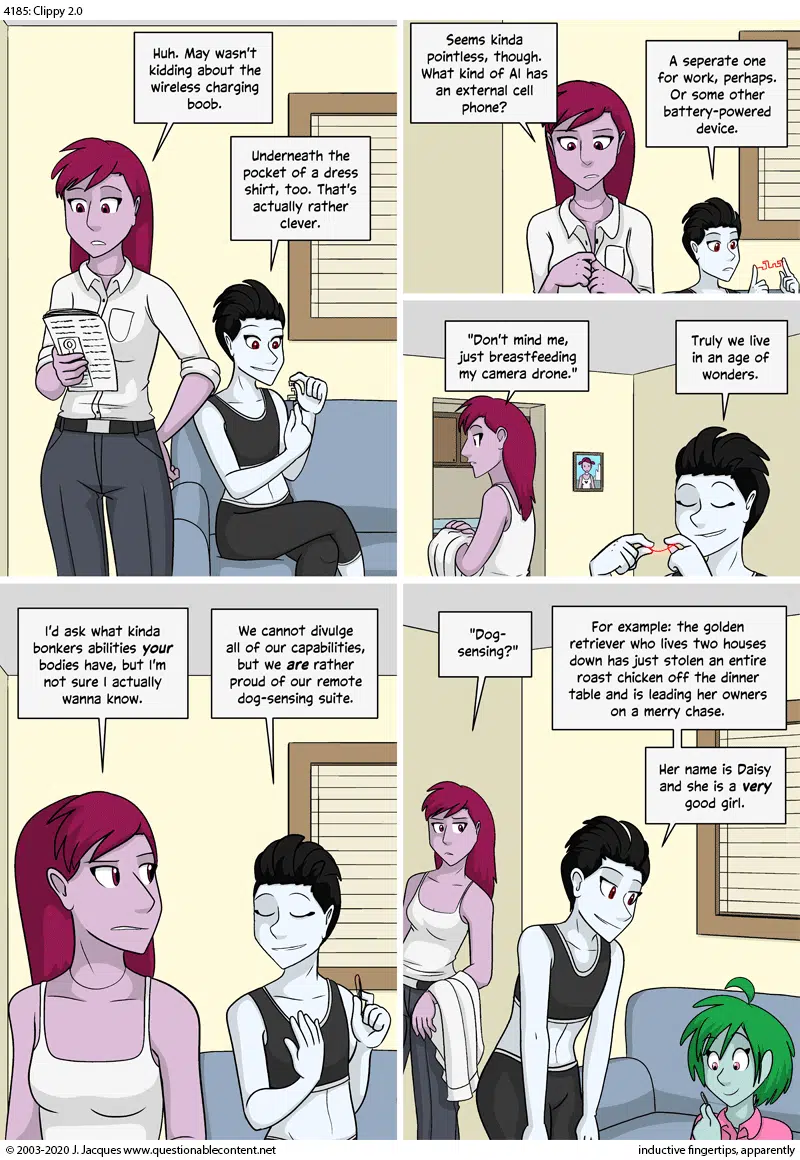 4185: Clippy 2.0
Huh. May wasn't
kidding about the
wireless charging
boob.
Underneath the
pocket of a dress
shirt, too. That's
actually rather
clever.
Seems kinda
pointless, though.
What kind of AI has
an external cell
phone?
A seperate one
for work, perhaps.
Or some other
battery-powered
device.
"Don't mind me,
just breastfeeding
my camera drone."
Truly we live
in an age of
wonders.
I'd ask what kinda
bonkers abilities your
bodies have, but I'm
not sure I actually
wanna know.
We cannot divulge
all of our capabilities,
but we are rather
proud of our remote
dog-sensing suite.
"Dog-
sensing?"
For example: the golden
retriever who lives two houses
down has just stolen an entire
roast chicken off the dinner
table and is leading her owners
on a merry chase.
Her name is Daisy
and she is a very
good girl.
© 2003-2020 J. Jacques www.questionablecontent.net
inductive fingertips, apparently